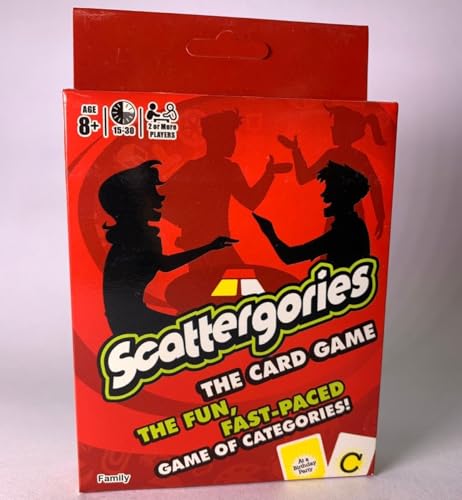 AGE
8+
15-30
2 or More
PLAYERS
Scattergories
THE CARD GAME
THE FUN,
FAST-PACED
GAME OF CATEGORIES!
At a
Birthday
Party
C
Family